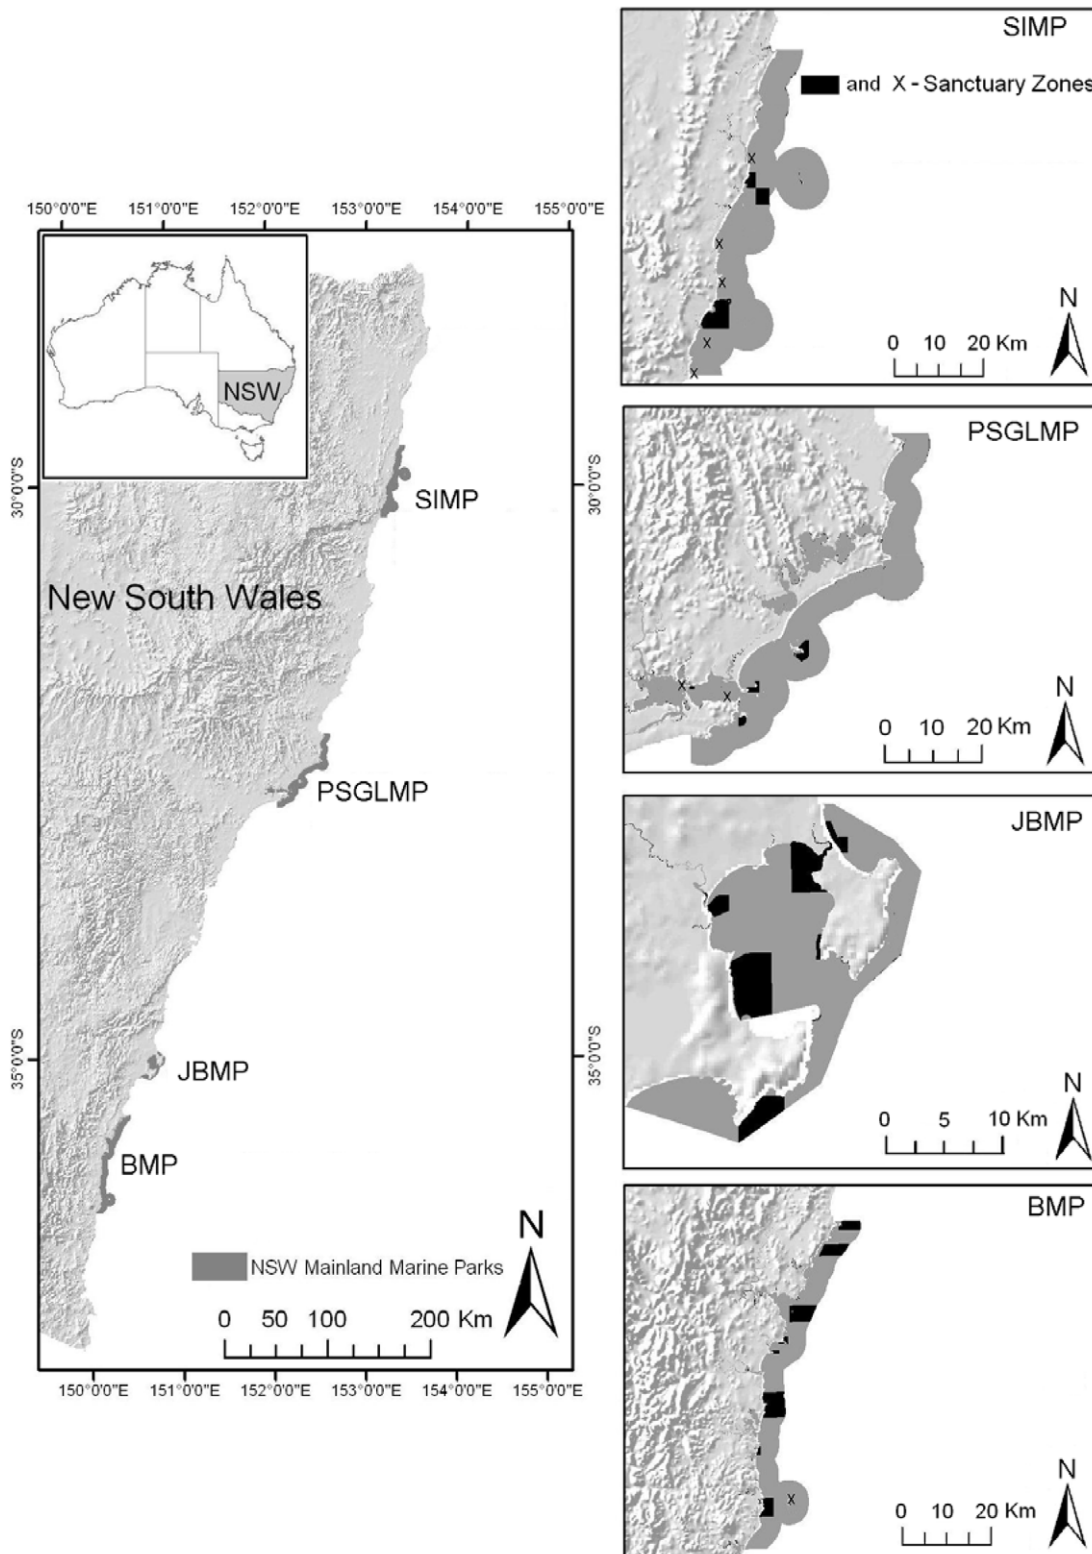 150°0'0"E 151°0'0"E 152°0'0"E 153°0'0"E 154°0'0"E 155°0'0"E
NSW
30°0'0"S
30°0'0"S
SIMP
New South Wales
PSGLMP
35°0'0"S
35°0'0"S
JBMP
BMP
N
NSW Mainland Marine Parks
0 50 100 200 Km
150°0'0"E 151°0'0"E 152°0'0"E 153°0'0"E 154°0'0"E 155°0'0"E
SIMP
and X - Sanctuary Zones
X
X
X
X
X
N
0 10 20 Km
PSGLMP
X
X
N
0 10 20 Km
JBMP
N
0 5 10 Km
BMP
X
N
0 10 20 Km